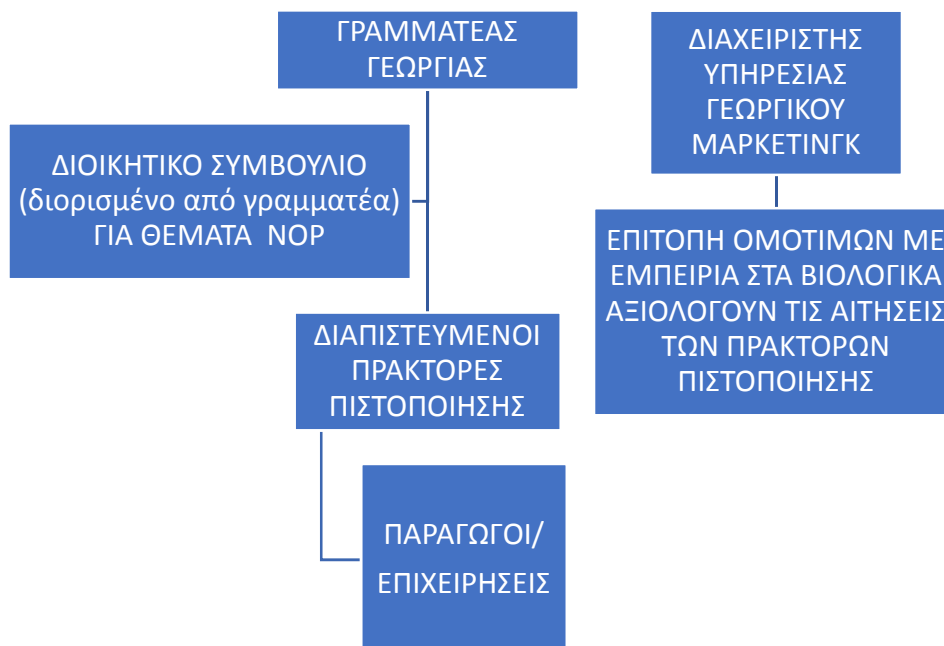 ΓΡΑΜΜΑΤΕΑΣ
ΓΕΩΡΓΙΑΣ
ΔΙΟΙΚΗΤΙΚΟ ΣΥΜΒΟΥΛΙΟ
(διορισμένο από γραμματέα)
ΓΙΑ ΘΕΜΑΤΑ NOP
ΔΙΑΠΙΣΤΕΥΜΕΝΟΙ
ΠΡΑΚΤΟΡΕΣ
ΠΙΣΤΟΠΟΙΗΣΗΣ
ΠΑΡΑΓΩΓΟΙ/
ΕΠΙΧΕΙΡΗΣΕΙΣ
ΔΙΑΧΕΙΡΙΣΤΗΣ
ΥΠΗΡΕΣΙΑΣ
ΓΕΩΡΓΙΚΟΥ
ΜΑΡΚΕΤΙΝΓΚ
ΕΠΙΤΟΠΗ ΟΜΟΤΙΜΩΝ ΜΕ
ΕΜΠΕΙΡΙΑ ΣΤΑ ΒΙΟΛΟΓΙΚΑ
ΑΞΙΟΛΟΓΟΥΝ ΤΙΣ ΑΙΤΗΣΕΙΣ
ΤΩΝ ΠΡΑΚΤΟΡΩΝ
ΠΙΣΤΟΠΟΙΗΣΗΣ